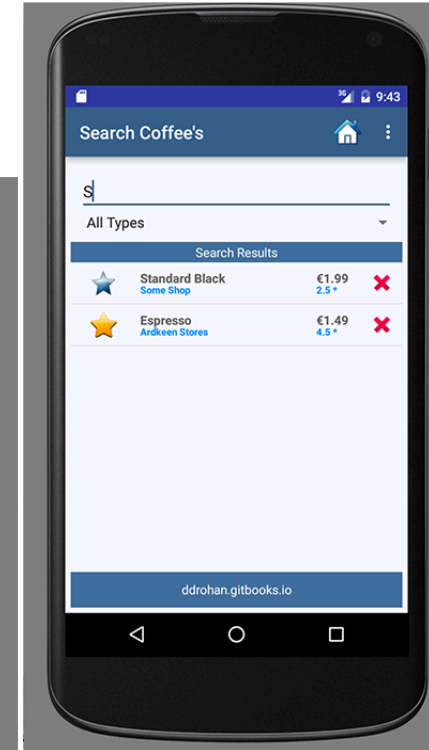 3G 9:43
Search Coffee's
S
All Types
Search Results
Standard Black €1.99
Some Shop 2.5 *
Espresso €1.49
Ardkeen Stores 4.5 *
ddrohan.gitbooks.io